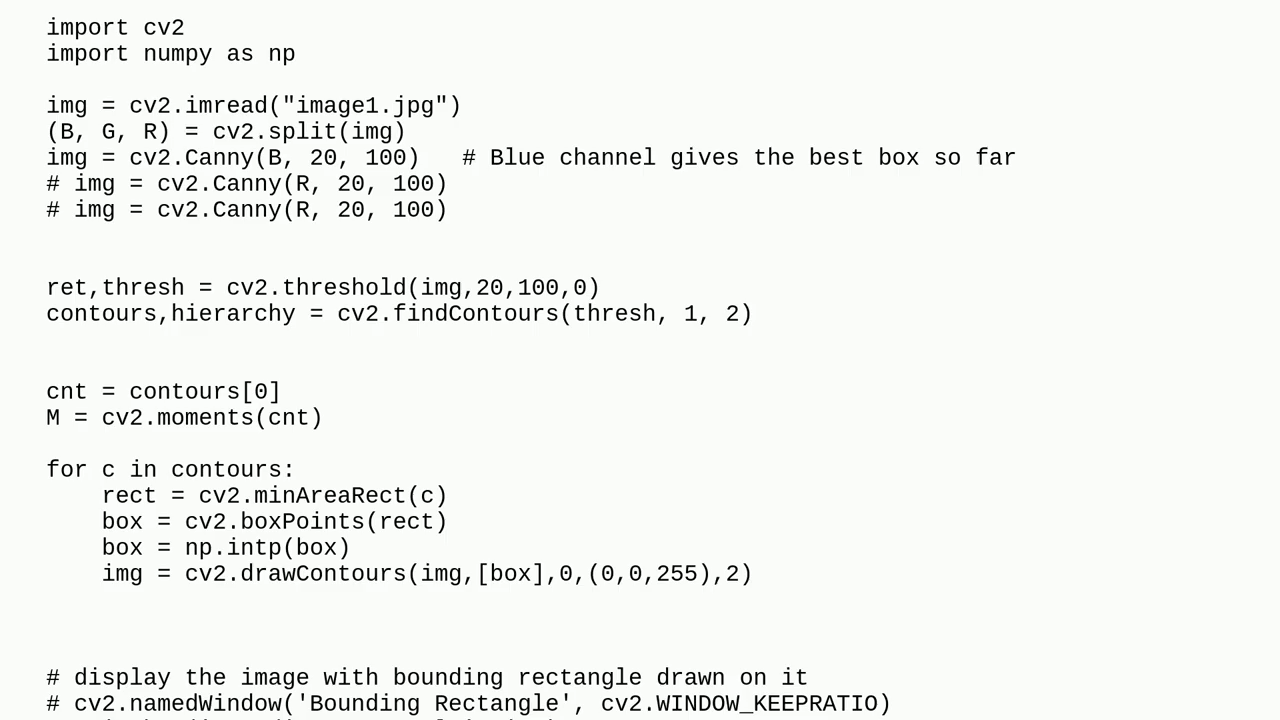 import cv2
import numpy as np
img = cv2.imread("image1.jpg")
(B, G, R) = cv2.split(img)
img = cv2.Canny(B, 20, 100)   # Blue channel gives the best box so far
# img = cv2.Canny(R, 20, 100)
# img = cv2.Canny(R, 20, 100)
ret,thresh = cv2.threshold(img,20,100,0)
contours,hierarchy = cv2.findContours(thresh, 1, 2)
cnt = contours[0]
M = cv2.moments(cnt)
for c in contours:
    rect = cv2.minAreaRect(c)
    box = cv2.boxPoints(rect)
    box = np.intp(box)
    img = cv2.drawContours(img,[box],0,(0,0,255),2)
# display the image with bounding rectangle drawn on it
# cv2.namedWindow('Bounding Rectangle', cv2.WINDOW_KEEPRATIO)